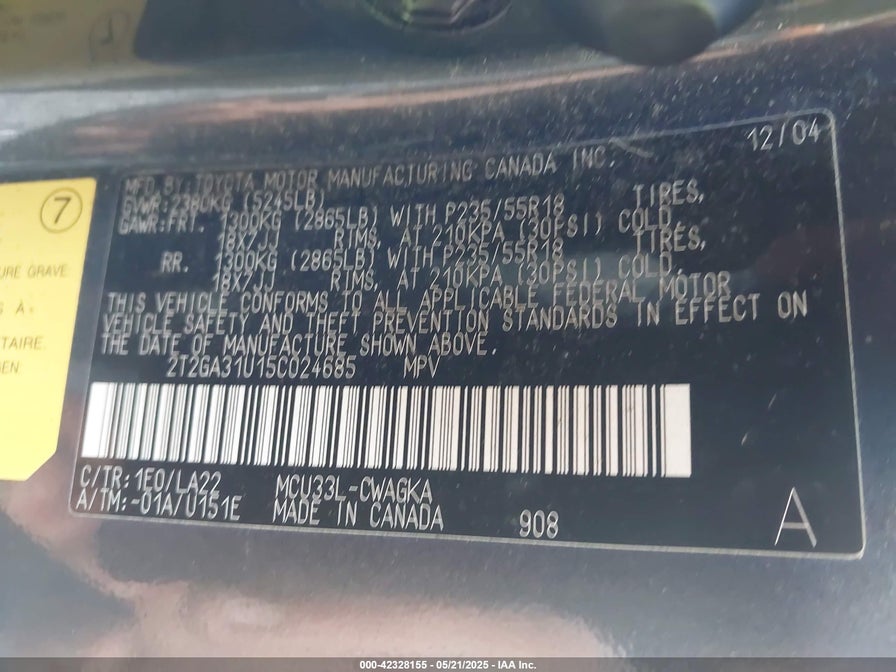 12/04
MFD.BY:TOYOTA MOTOR MANUFACTURING CANADA INC.
GVWR:2380KG (5245LB)
GAWR:FRT. 1300KG (2865LB) WITH P235/55R18 TIRES,
18X7JJ RIMS, AT 210KPA (30PSI) COLD.
RR. 1300KG (2865LB) WITH P235/55R18 TIRES,
18X7JJ RIMS, AT 210KPA (30PSI) COLD.
THIS VEHICLE CONFORMS TO ALL APPLICABLE FEDERAL MOTOR
VEHICLE SAFETY AND THEFT PREVENTION STANDARDS IN EFFECT ON
THE DATE OF MANUFACTURE SHOWN ABOVE.
2T2GA31U15C024685 MPV
C/TR:1E0/LA22 MCU33L-CWAGKA
A/TM:-01A/U151E MADE IN CANADA 908
A
7
GRAVE
À:
000-42328155 — 05/21/2025 — IAA Inc.